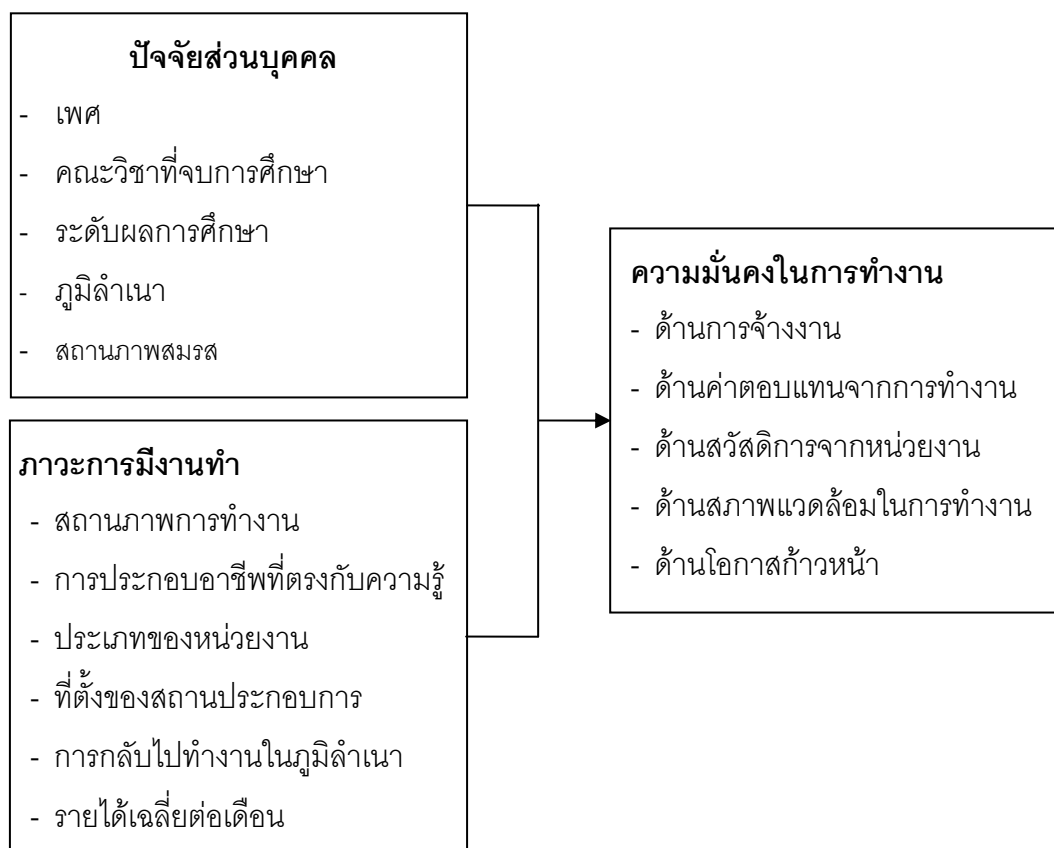 ปัจจัยส่วนบุคคล
- เพศ
- คณะวิชาที่จบการศึกษา
- ระดับผลการศึกษา
- ภูมิลำเนา
- สถานภาพสมรส
ภาวะการมีงานทำ
- สถานภาพการทำงาน
- การประกอบอาชีพที่ตรงกับความรู้
- ประเภทของหน่วยงาน
- ที่ตั้งของสถานประกอบการ
- การกลับไปทำงานในภูมิลำเนา
- รายได้เฉลี่ยต่อเดือน
ความมั่นคงในการทำงาน
- ด้านการจ้างงาน
- ด้านค่าตอบแทนจากการทำงาน
- ด้านสวัสดิการจากหน่วยงาน
- ด้านสภาพแวดล้อมในการทำงาน
- ด้านโอกาสก้าวหน้า